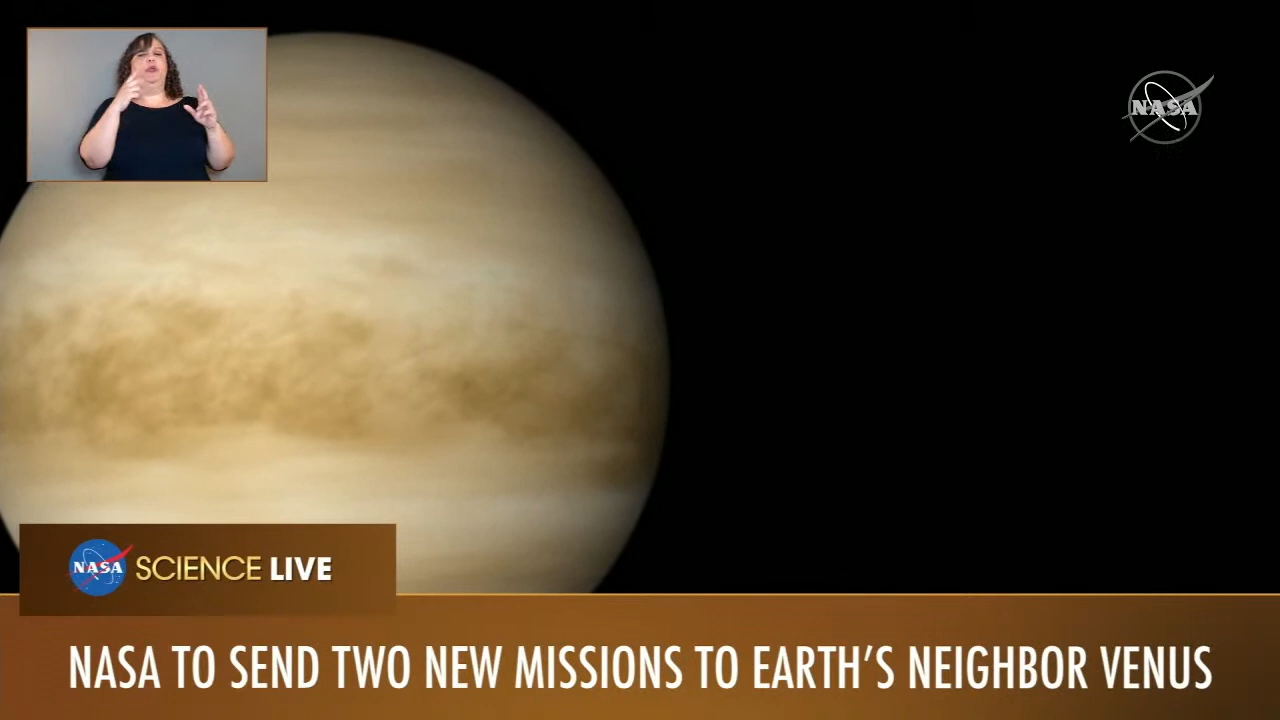 NASA
NASA SCIENCE LIVE
NASA TO SEND TWO NEW MISSIONS TO EARTH'S NEIGHBOR VENUS